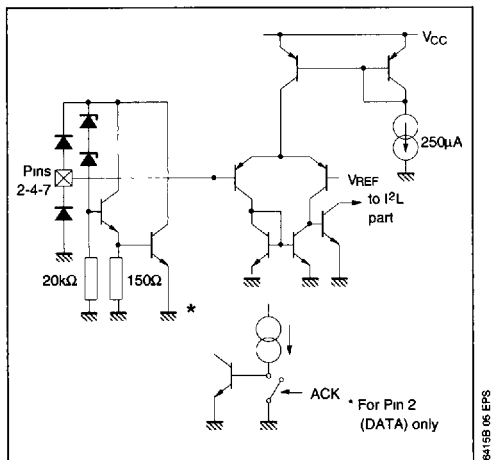 VCC
250µA
Pins
2-4-7
VREF
to I²L
part
20kΩ
150Ω
*
ACK
* For Pin 2
(DATA) only
6415B 05 EPS